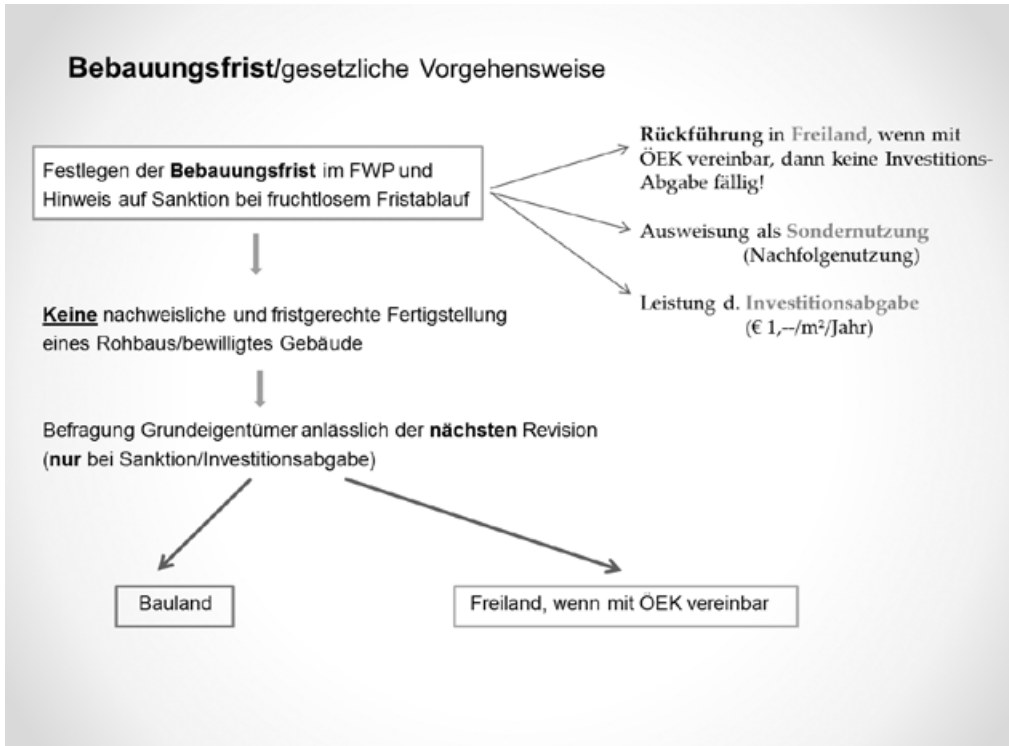 Bebauungsfrist/gesetzliche Vorgehensweise
Festlegen der Bebauungsfrist im FWP und
Hinweis auf Sanktion bei fruchtlosem Fristablauf
Rückführung in Freiland, wenn mit
ÖEK vereinbar, dann keine Investitions-
Abgabe fällig!
Ausweisung als Sondernutzung
(Nachfolgenutzung)
Leistung d. Investitionsabgabe
(€ 1,--/m²/Jahr)
Keine nachweisliche und fristgerechte Fertigstellung
eines Rohbaus/bewilligtes Gebäude
Befragung Grundeigentümer anlässlich der nächsten Revision
(nur bei Sanktion/Investitionsabgabe)
Bauland
Freiland, wenn mit ÖEK vereinbar